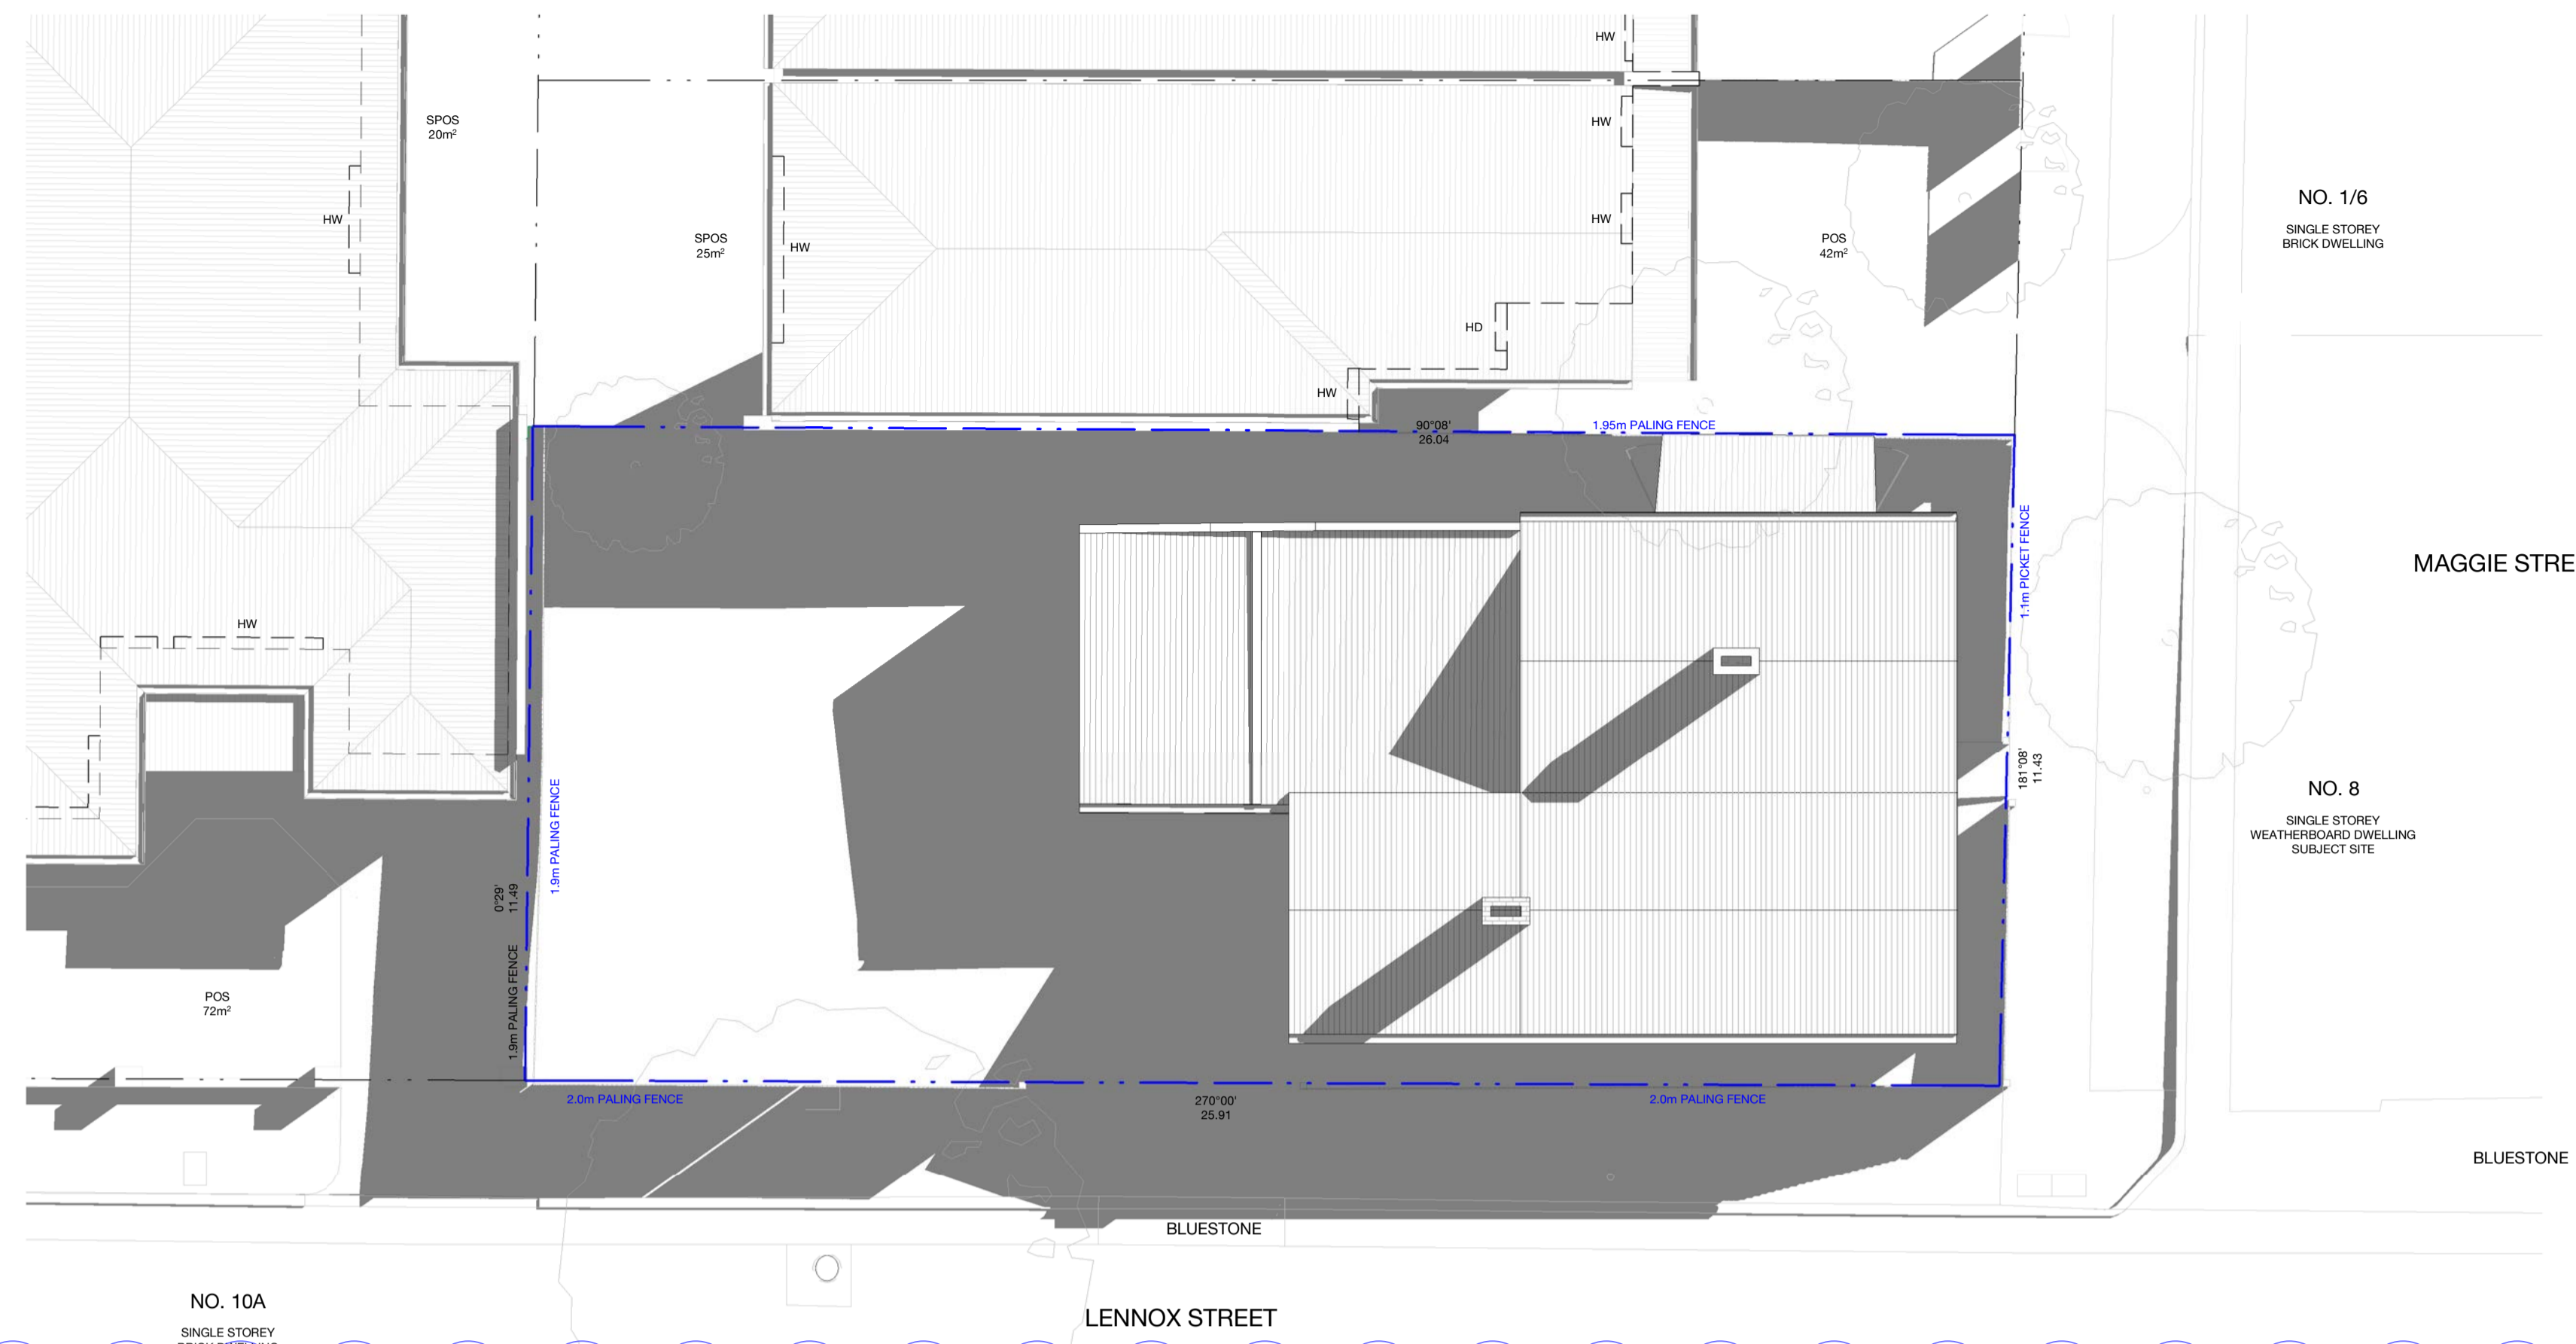 HW
SPOS
20m²
HW
HW
NO. 1/6
SINGLE STOREY
BRICK DWELLING
HW
HW
SPOS
25m²
HW
POS
42m²
HD
HW
90°08'
26.04
1.95m PALING FENCE
1.1m PICKET FENCE
MAGGIE STRE
HW
181°08'
11.43
NO. 8
SINGLE STOREY
WEATHERBOARD DWELLING
SUBJECT SITE
1.9m PALING FENCE
0°29'
11.49
1.9m PALING FENCE
POS
72m²
2.0m PALING FENCE
270°00'
25.91
2.0m PALING FENCE
BLUESTONE
BLUESTONE
NO. 10A
LENNOX STREET
SINGLE STOREY